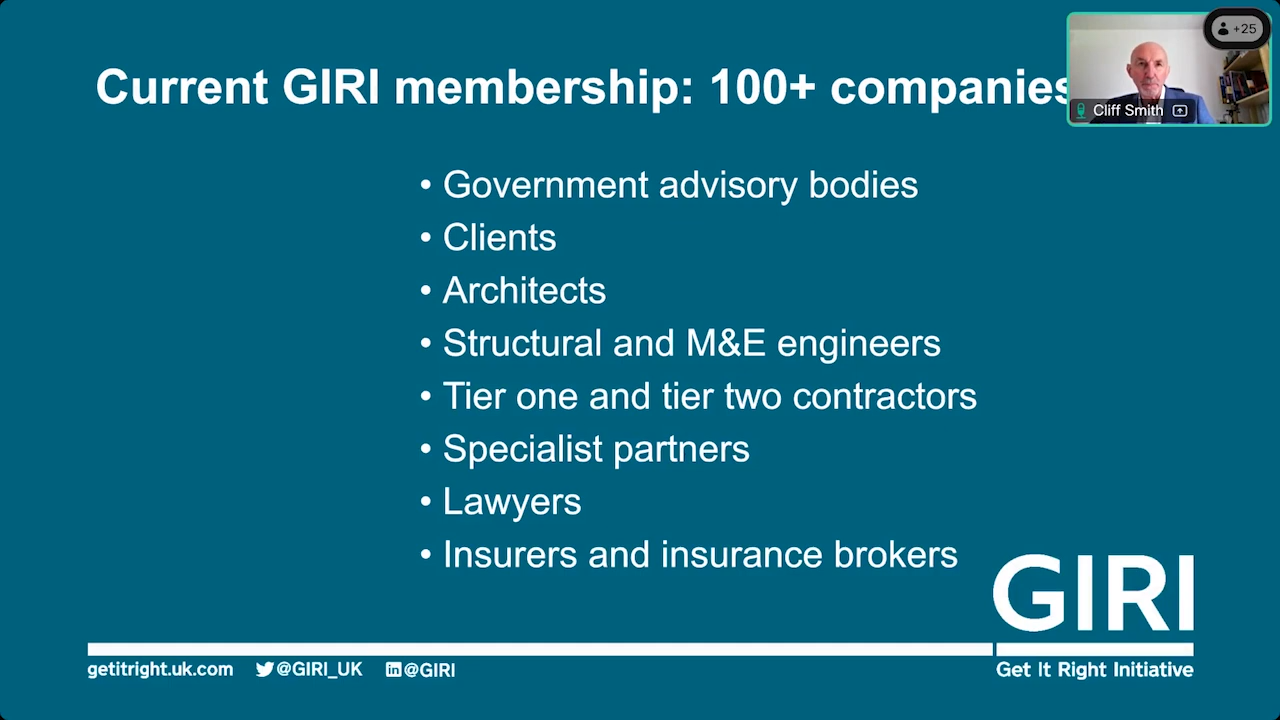 Current GIRI membership: 100+ companies
+25
Cliff Smith
• Government advisory bodies
• Clients
• Architects
• Structural and M&E engineers
• Tier one and tier two contractors
• Specialist partners
• Lawyers
• Insurers and insurance brokers
GIRI
Get It Right Initiative
getitright.uk.com @GIRI_UK in @GIRI